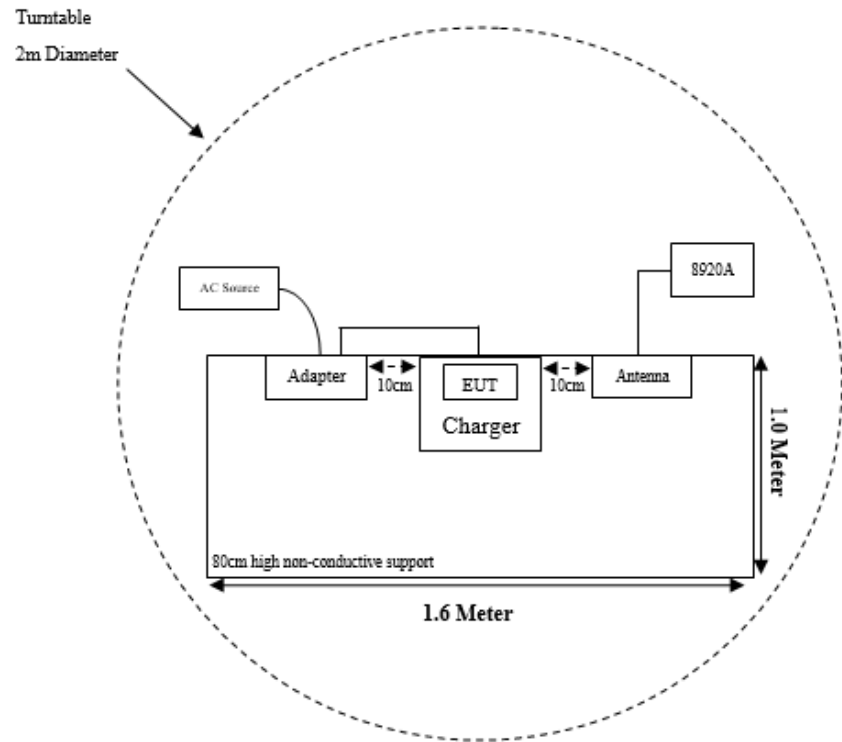 Turntable
2m Diameter
8920A
AC Source
Adapter
10cm
EUT
Charger
10cm
Antenna
1.0 Meter
80cm high non-conductive support
1.6 Meter